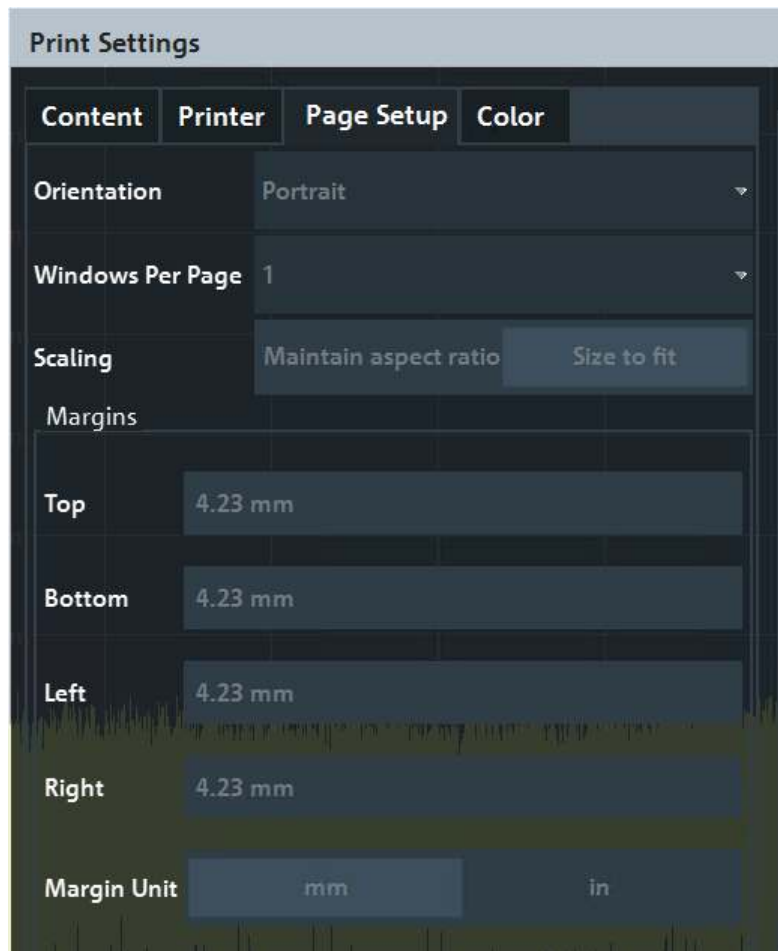 Print Settings
Content Printer Page Setup Color
Orientation Portrait
Windows Per Page 1
Scaling Maintain aspect ratio Size to fit
Margins
Top 4.23 mm
Bottom 4.23 mm
Left 4.23 mm
Right 4.23 mm
Margin Unit mm in